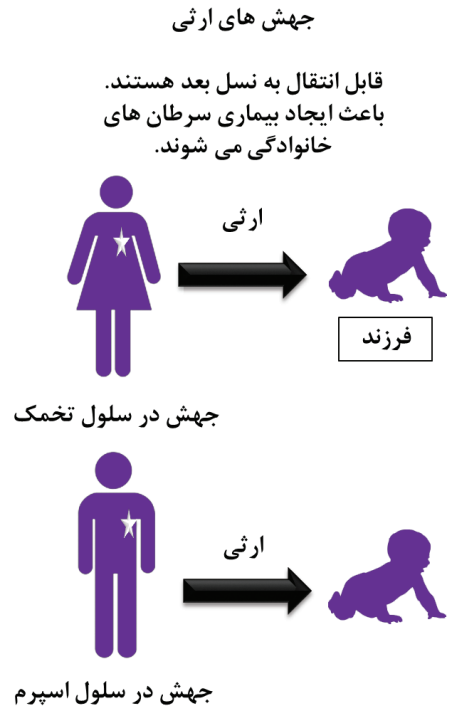 جهش های ارثی
قابل انتقال به نسل بعد هستند.
باعث ایجاد بیماری سرطان های
خانوادگی می شوند.
ارثی
فرزند
جهش در سلول تخمک
ارثی
جهش در سلول اسپرم